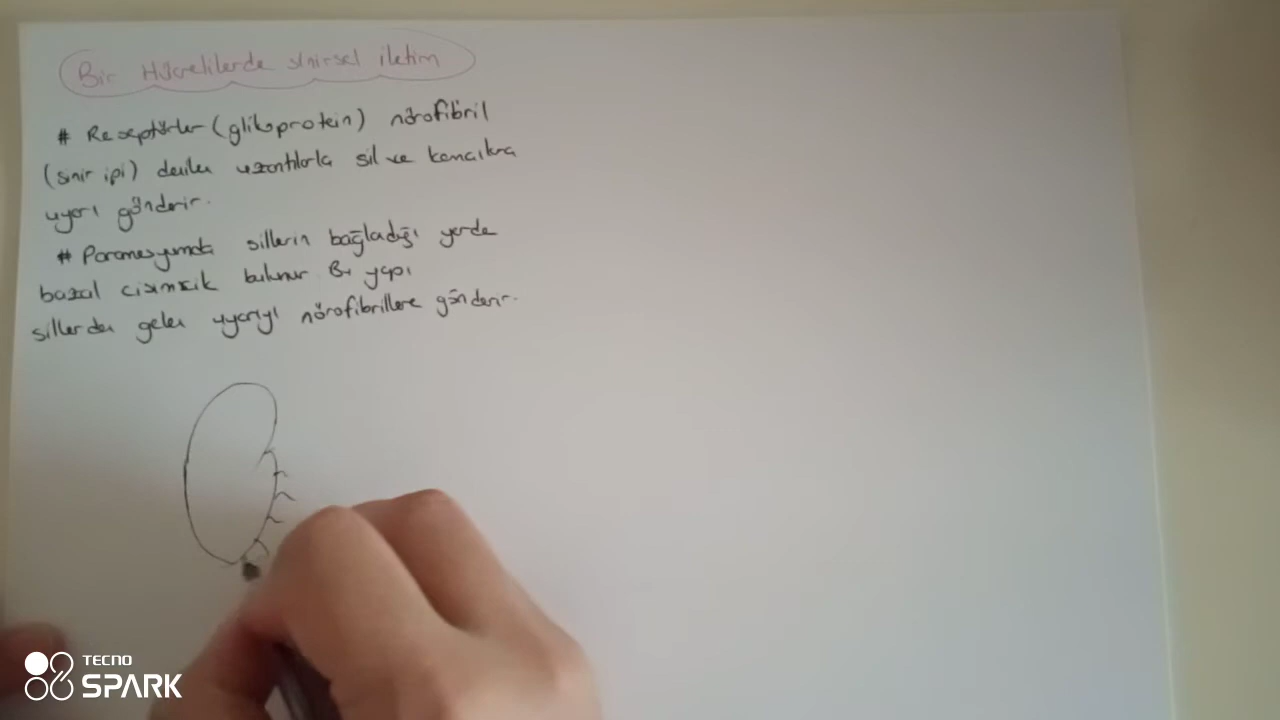 Bir Hücrelilerde sinirsel iletim
# Reseptörler (glikoprotein) nörofibril
(sinir ipi) denilen uzantılarla sil ve kamçılara
uyarı gönderir.
# Paramesyumda sillerin bağladığı yerde
bazal cisimcik bulunur. Bu yapı
sillerden gelen uyarıyı nörofibrillere gönderir.
TECNO
SPARK